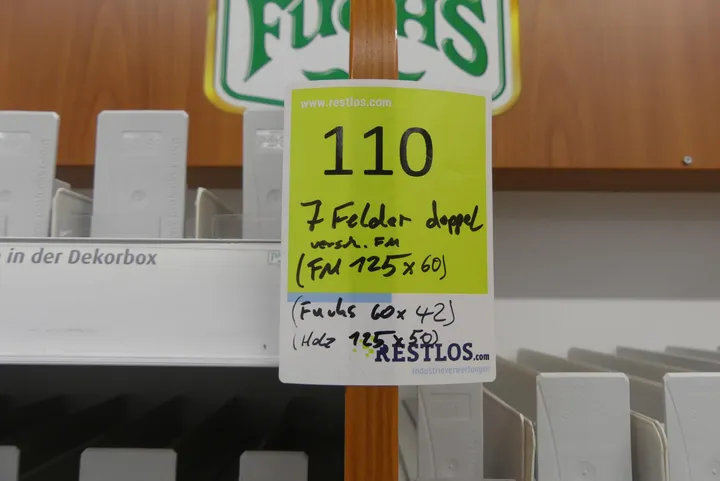 FUCHS
www.restlos.com
110
7 Felder doppel
versch. FM
(FM 125 x 60)
in der Dekorbox
(Fuchs 60 x 42)
(Holz 125 x 50)
RESTLOS.com
Industrieverwertungen